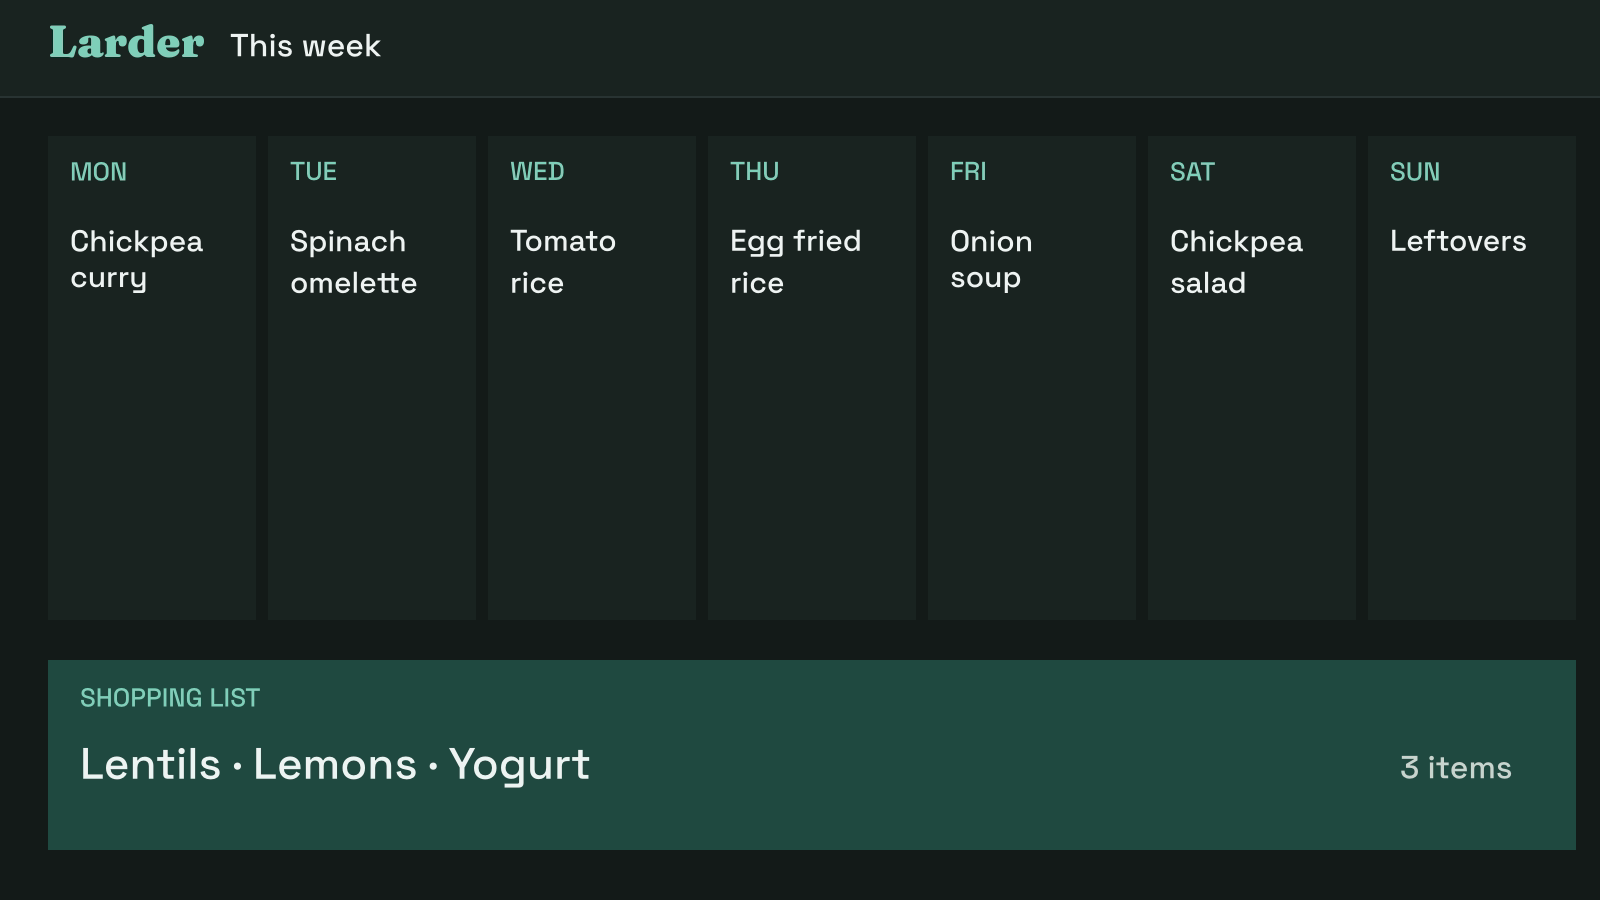 Larder This week
MON
Chickpea
curry
TUE
Spinach
omelette
WED
Tomato
rice
THU
Egg fried
rice
FRI
Onion
soup
SAT
Chickpea
salad
SUN
Leftovers
SHOPPING LIST
Lentils · Lemons · Yogurt
3 items